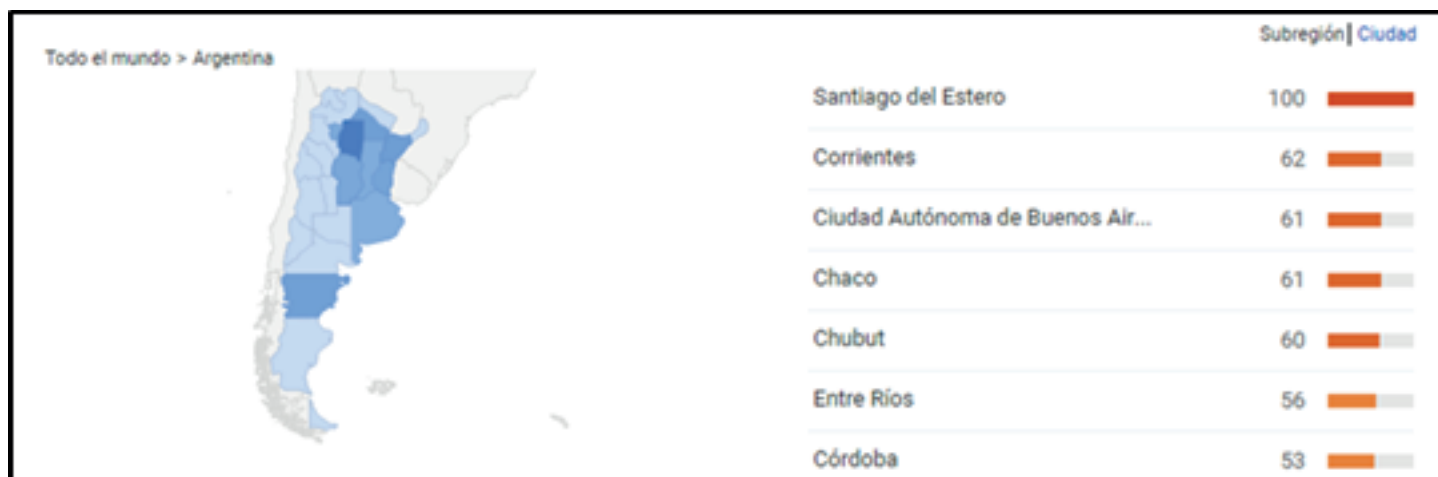 Subregión| Ciudad
Todo el mundo > Argentina
Santiago del Estero 100
Corrientes 62
Ciudad Autónoma de Buenos Air... 61
Chaco 61
Chubut 60
Entre Ríos 56
Córdoba 53